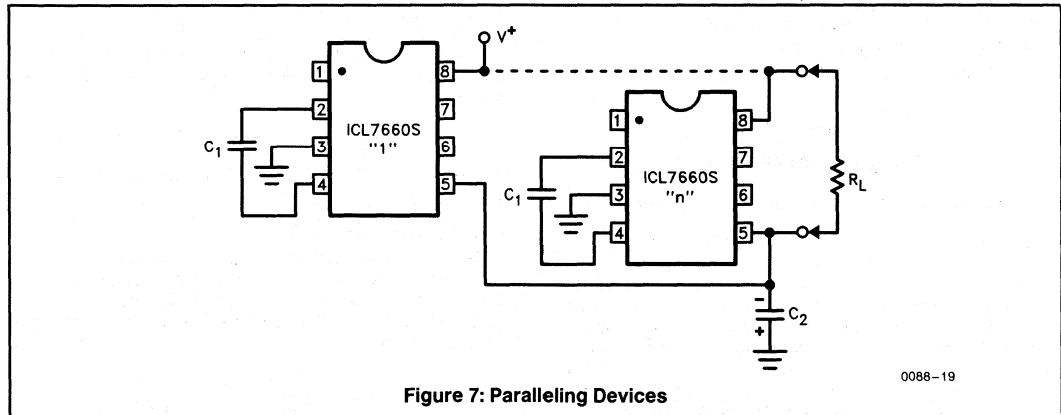 V+
1
2
3
4
8
7
6
5
ICL7660S
"1"
C1
1
2
3
4
8
7
6
5
ICL7660S
"n"
C1
RL
-
C2
+
0088-19
Figure 7: Paralleling Devices